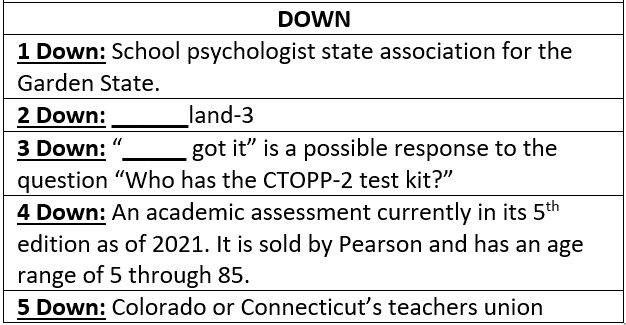 DOWN
1 Down: School psychologist state association for the
Garden State.
2 Down: ______land-3
3 Down: “_____ got it” is a possible response to the
question “Who has the CTOPP-2 test kit?”
4 Down: An academic assessment currently in its 5th
edition as of 2021. It is sold by Pearson and has an age
range of 5 through 85.
5 Down: Colorado or Connecticut’s teachers union